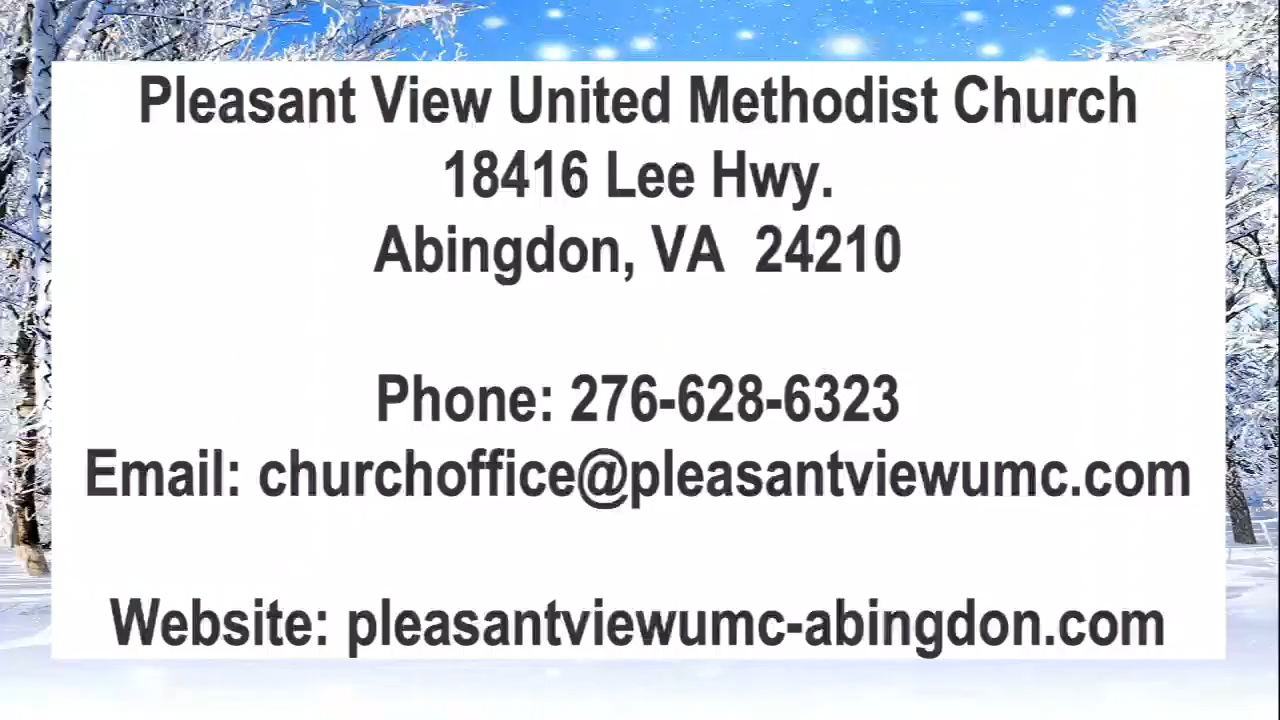 Pleasant View United Methodist Church
18416 Lee Hwy.
Abingdon, VA  24210
Phone: 276-628-6323
Email: churchoffice@pleasantviewumc.com
Website: pleasantviewumc-abingdon.com